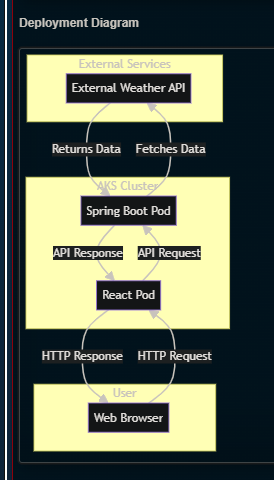 Deployment Diagram
External Services
External Weather API
Returns Data
Fetches Data
AKS Cluster
Spring Boot Pod
API Response
API Request
React Pod
HTTP Response
HTTP Request
User
Web Browser